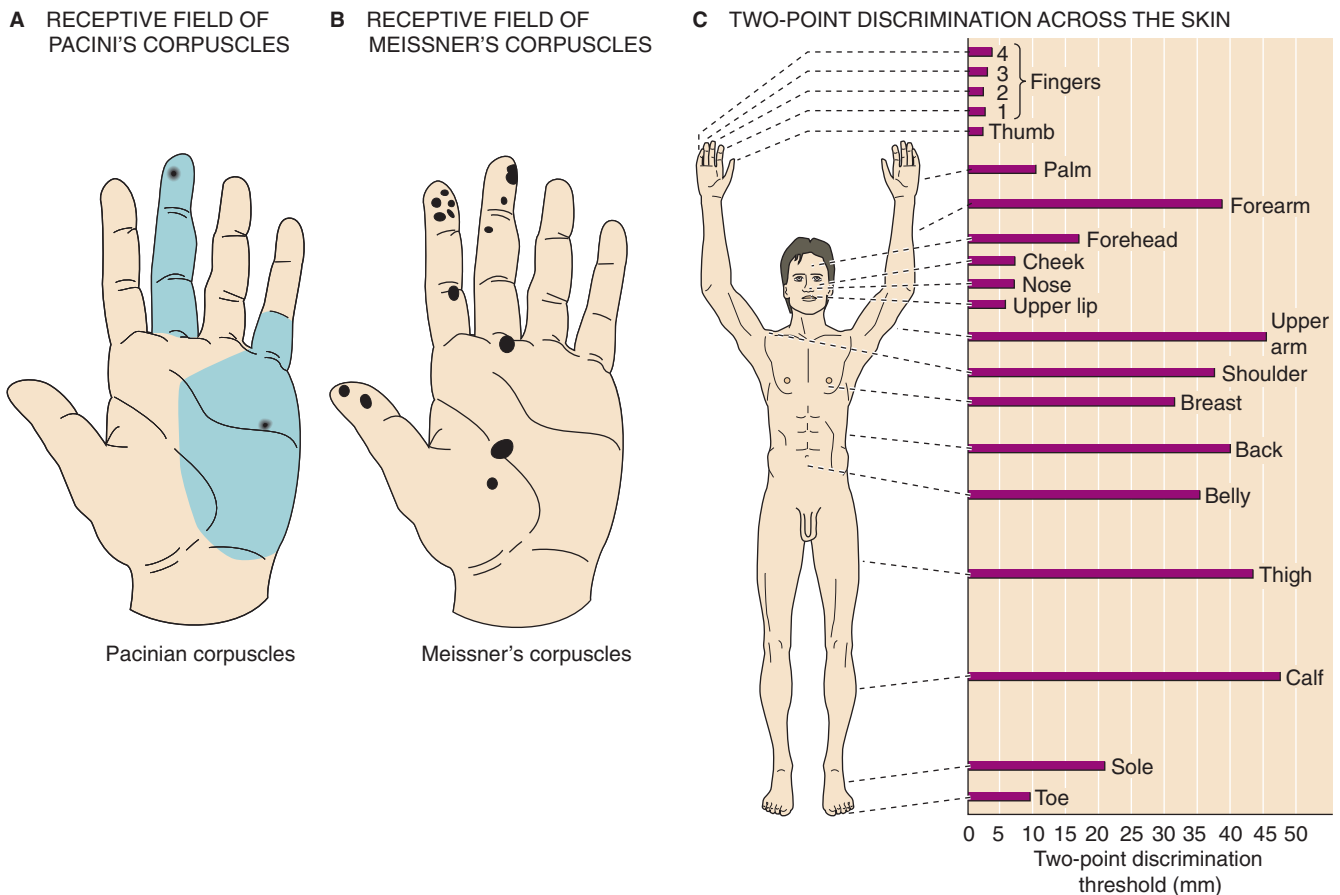 A RECEPTIVE FIELD OF
PACINI'S CORPUSCLES
B RECEPTIVE FIELD OF
MEISSNER'S CORPUSCLES
C TWO-POINT DISCRIMINATION ACROSS THE SKIN
4
3
2
1
Fingers
Thumb
Palm
Forearm
Forehead
Cheek
Nose
Upper lip
Upper
arm
Shoulder
Breast
Back
Belly
Thigh
Calf
Sole
Toe
0 5 10 15 20 25 30 35 40 45 50
Two-point discrimination
threshold (mm)
Pacinian corpuscles
Meissner's corpuscles